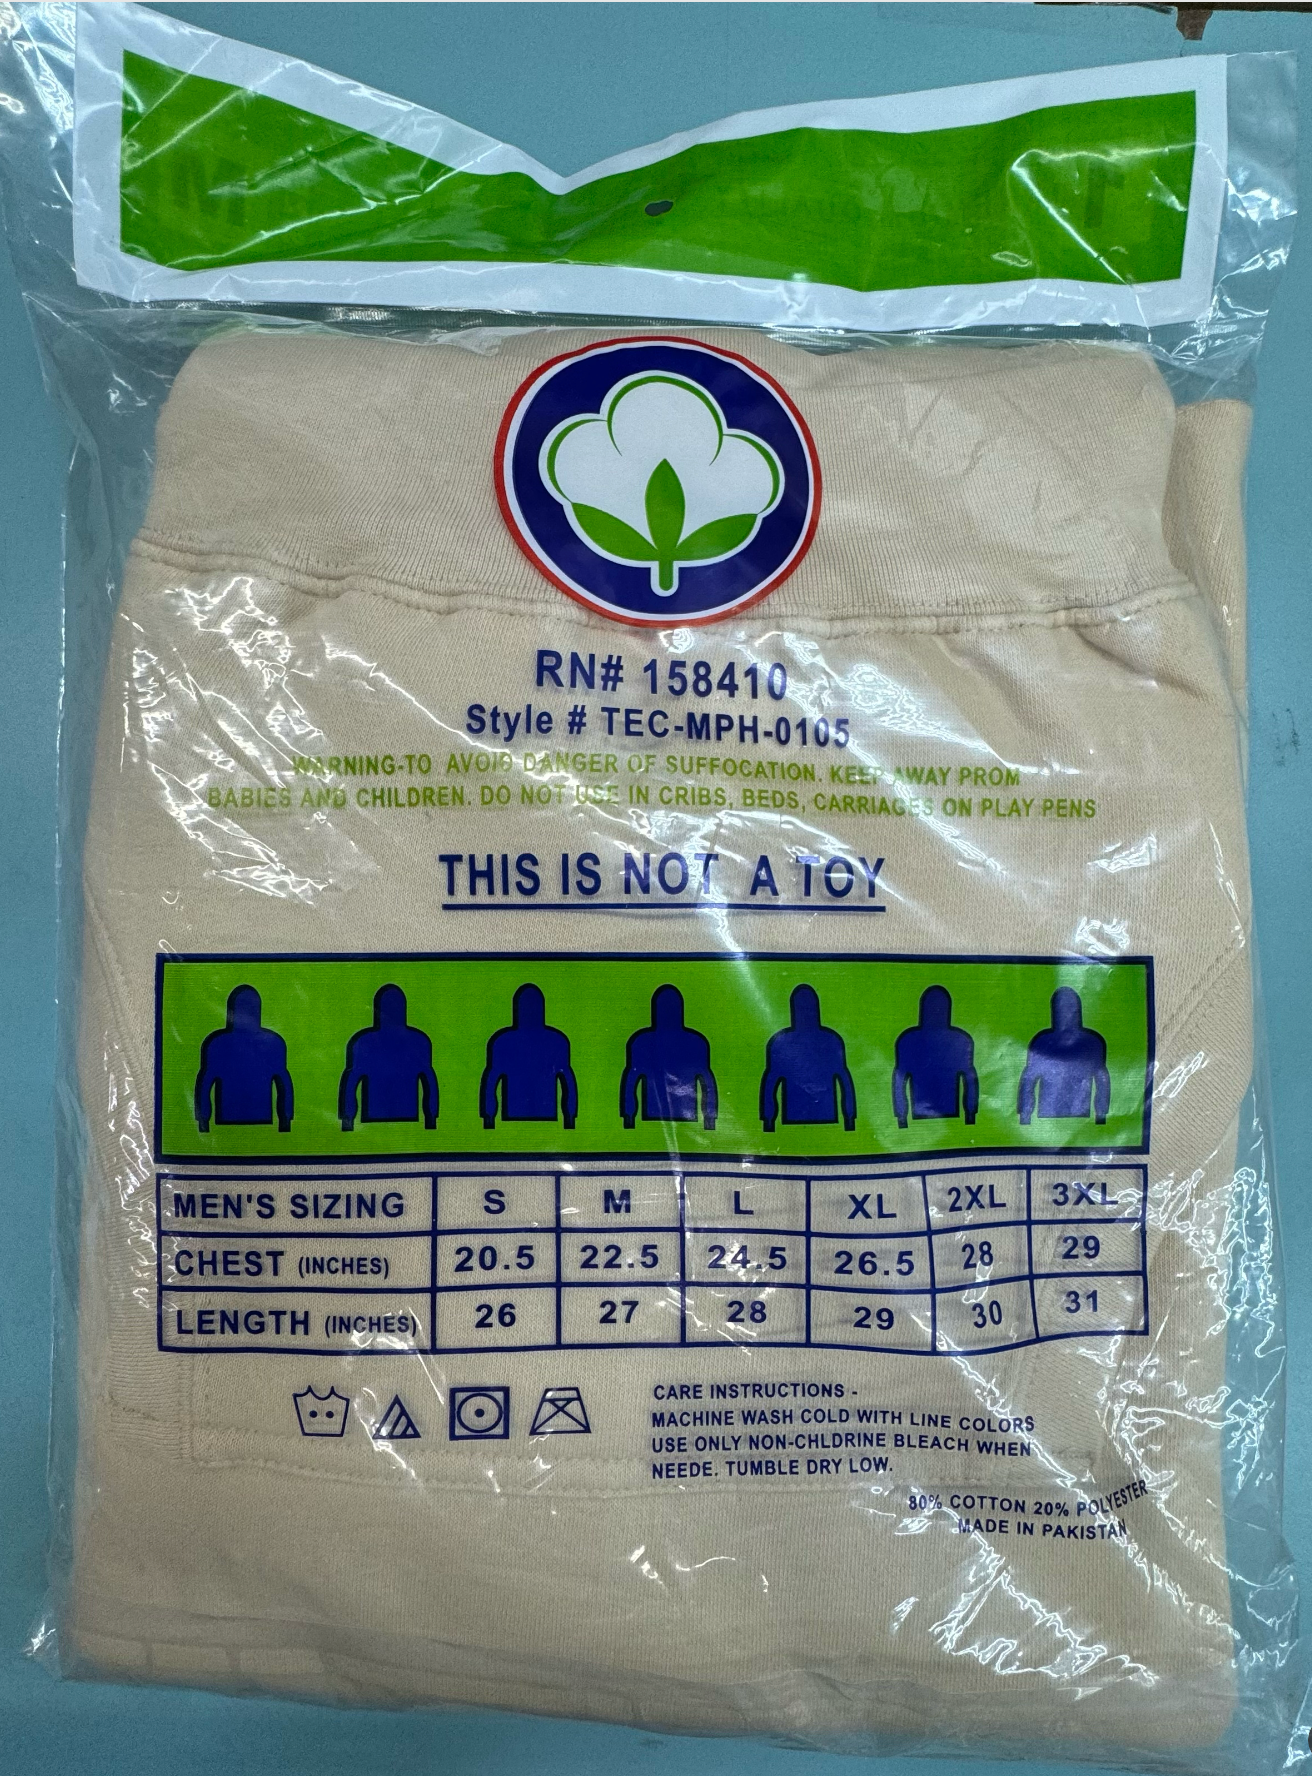 RN# 158410
Style # TEC-MPH-0105
WARNING-TO AVOID DANGER OF SUFFOCATION. KEEP AWAY PROM
BABIES AND CHILDREN. DO NOT USE IN CRIBS, BEDS, CARRIAGES ON PLAY PENS
THIS IS NOT A TOY
MEN'S SIZING S M L XL 2XL 3XL
CHEST (INCHES) 20.5 22.5 24.5 26.5 28 29
LENGTH (INCHES) 26 27 28 29 30 31
CARE INSTRUCTIONS -
MACHINE WASH COLD WITH LINE COLORS
USE ONLY NON-CHLDRINE BLEACH WHEN
NEEDE. TUMBLE DRY LOW.
80% COTTON 20% POLYESTER
MADE IN PAKISTAN